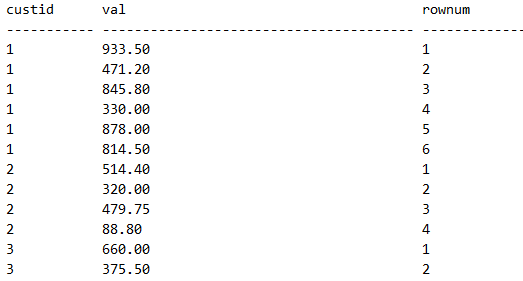 custid val rownum
----------- --------------------------------------- -------------
1 933.50 1
1 471.20 2
1 845.80 3
1 330.00 4
1 878.00 5
1 814.50 6
2 514.40 1
2 320.00 2
2 479.75 3
2 88.80 4
3 660.00 1
3 375.50 2